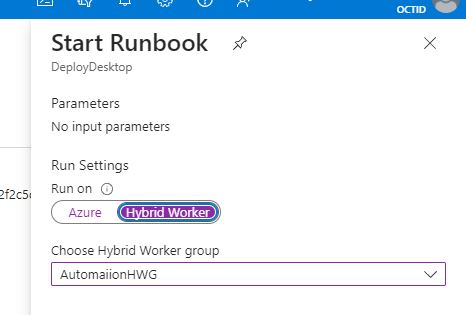 OCTID
Start Runbook
DeployDesktop
Parameters
No input parameters
2f2c5
Run Settings
Run on
Azure Hybrid Worker
Choose Hybrid Worker group
AutomaiionHWG